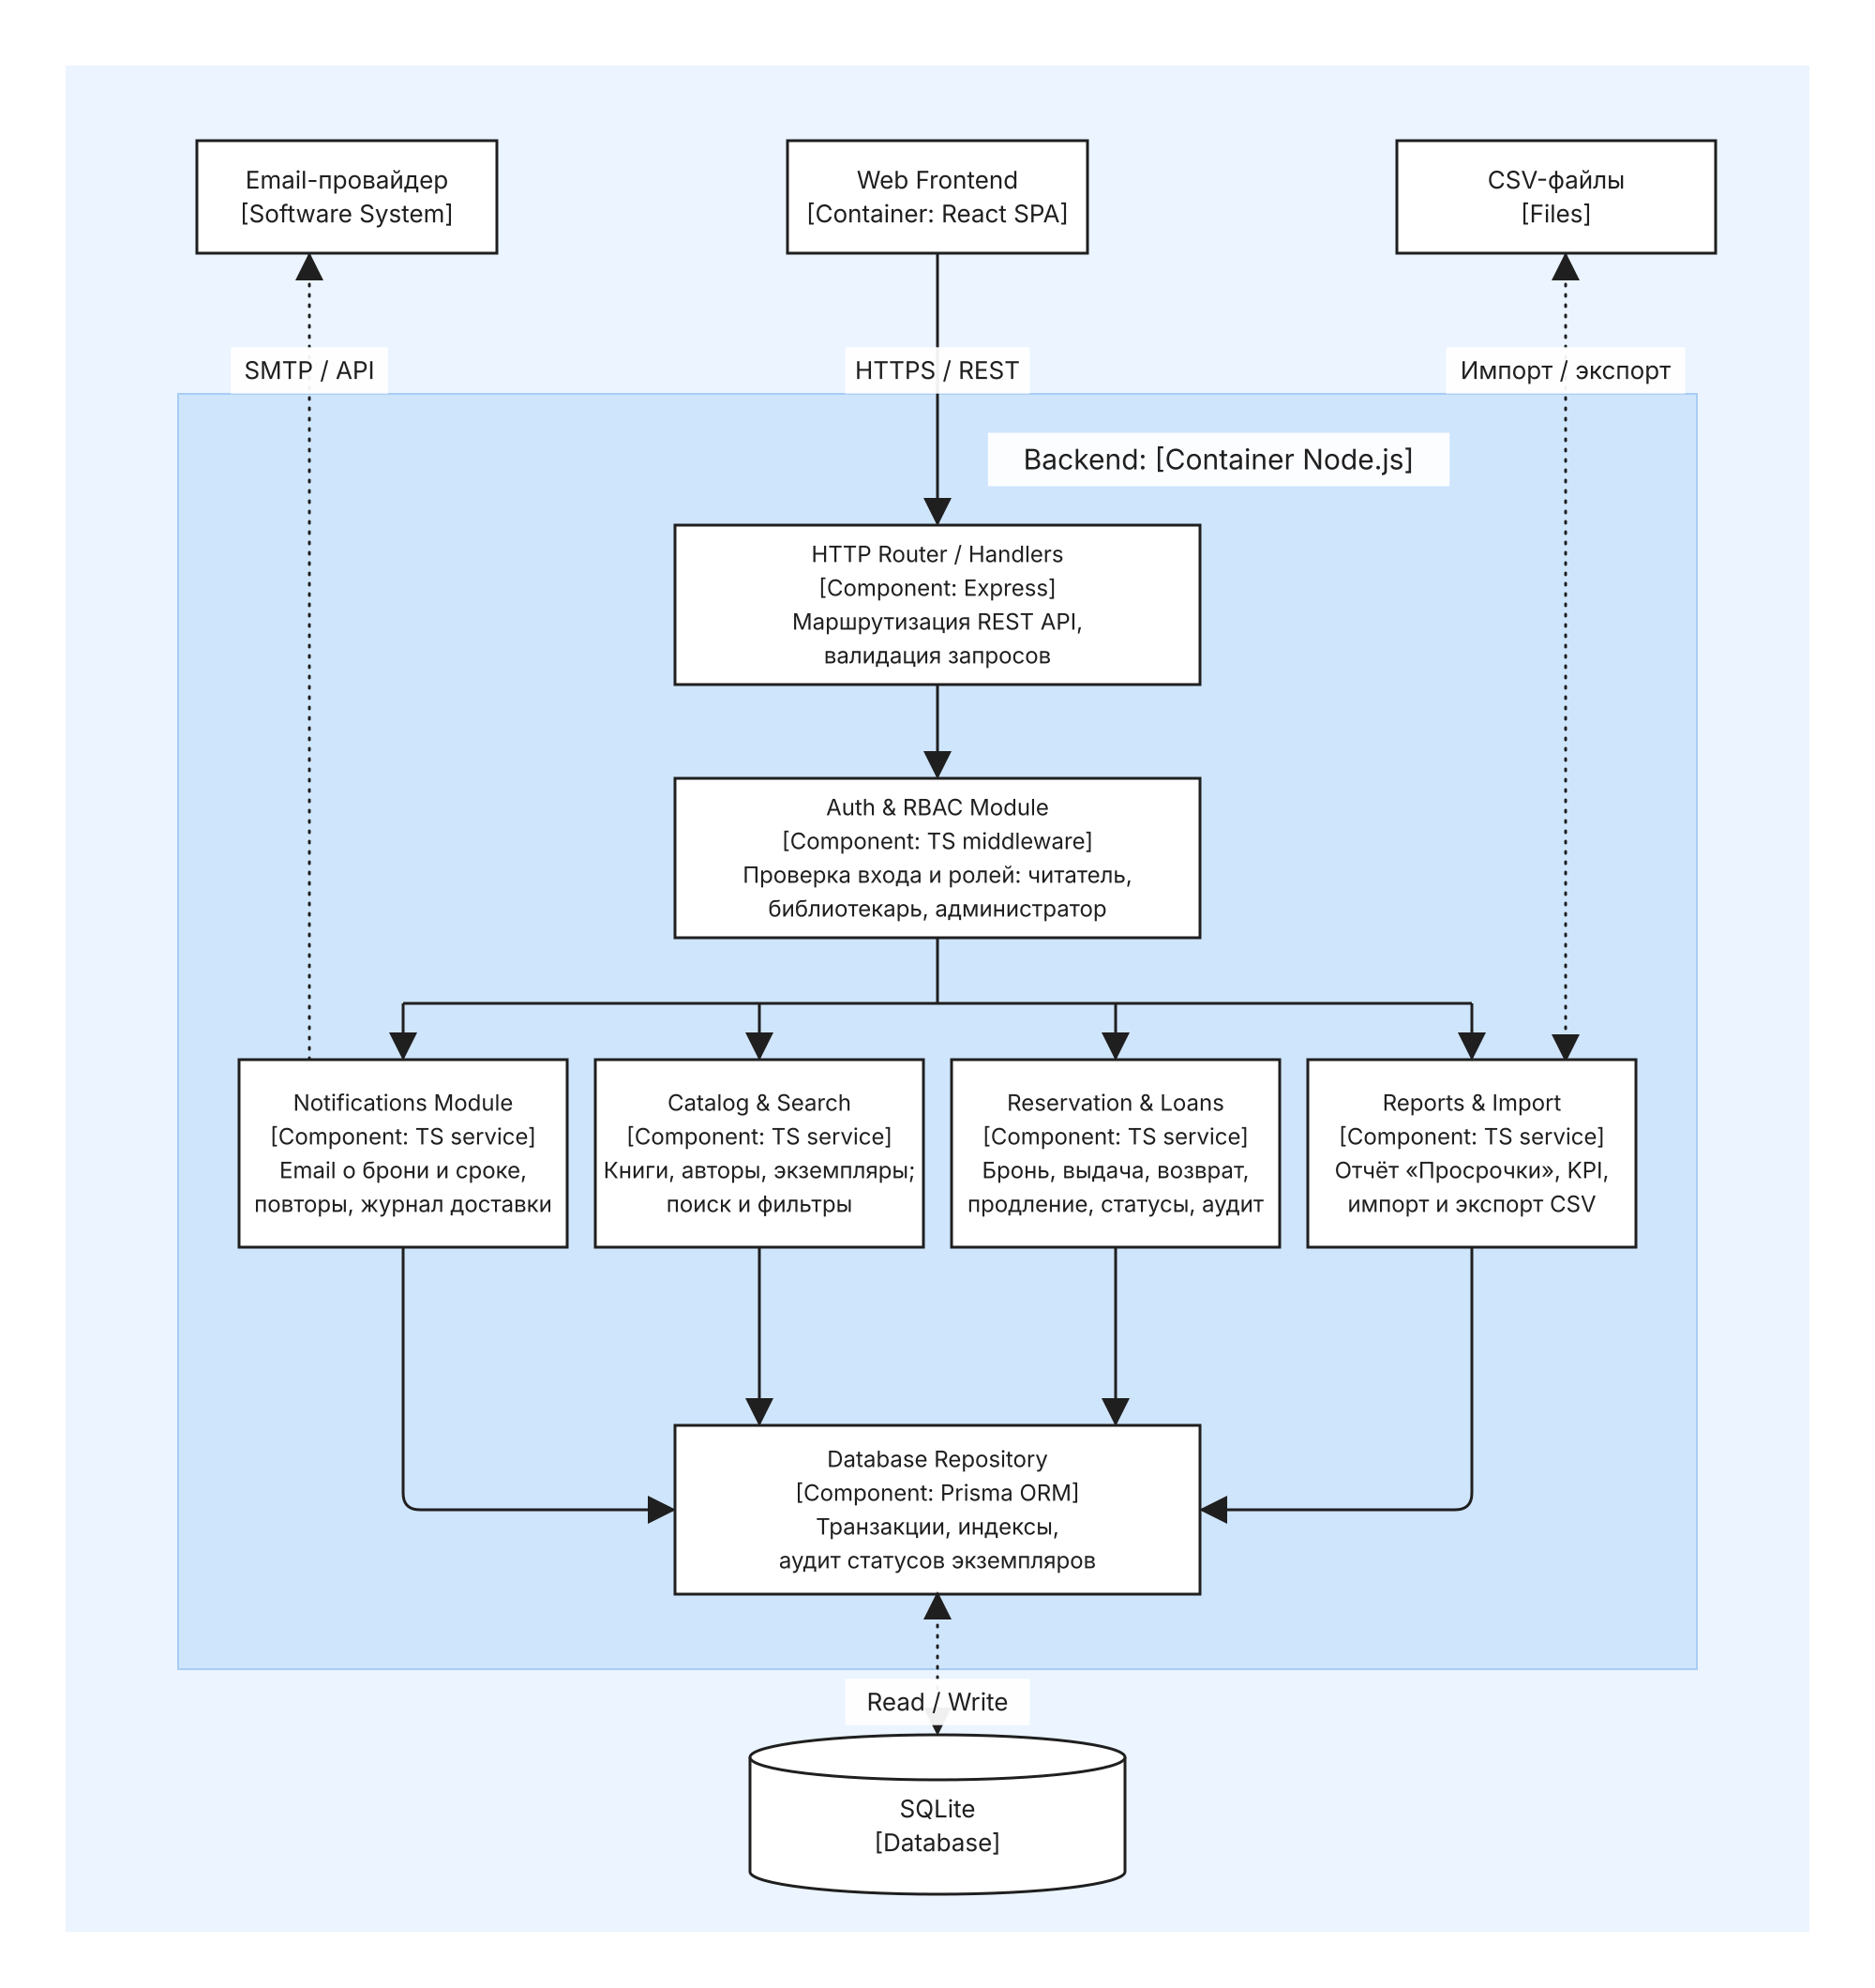 Email-провайдер
[Software System]
Web Frontend
[Container: React SPA]
CSV-файлы
[Files]
SMTP / API
HTTPS / REST
Импорт / экспорт
Backend: [Container Node.js]
HTTP Router / Handlers
[Component: Express]
Маршрутизация REST API,
валидация запросов
Auth & RBAC Module
[Component: TS middleware]
Проверка входа и ролей: читатель,
библиотекарь, администратор
Notifications Module
[Component: TS service]
Email о брони и сроке,
повторы, журнал доставки
Catalog & Search
[Component: TS service]
Книги, авторы, экземпляры;
поиск и фильтры
Reservation & Loans
[Component: TS service]
Бронь, выдача, возврат,
продление, статусы, аудит
Reports & Import
[Component: TS service]
Отчёт «Просрочки», KPI,
импорт и экспорт CSV
Database Repository
[Component: Prisma ORM]
Транзакции, индексы,
аудит статусов экземпляров
Read / Write
SQLite
[Database]